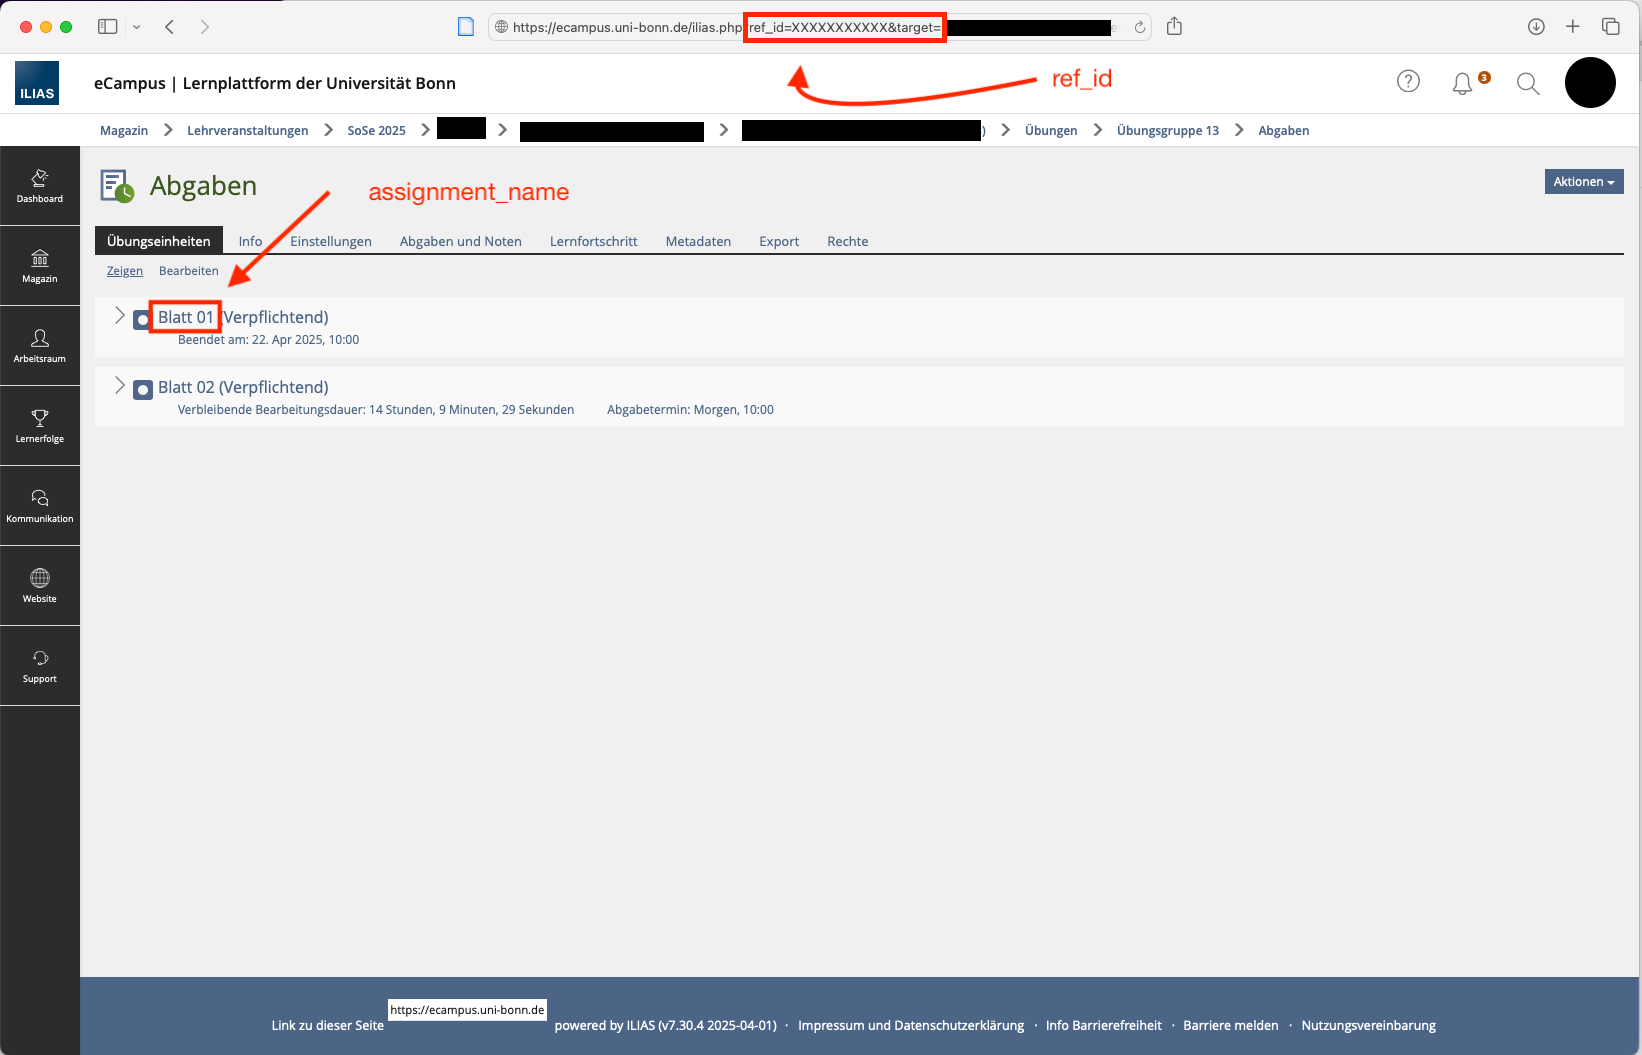 https://ecampus.uni-bonn.de/ilias.php
ref_id=XXXXXXXXXXX&target=
ref_id
ILIAS
eCampus | Lernplattform der Universität Bonn
3
Magazin
Lehrveranstaltungen
SoSe 2025
Übungen
Übungsgruppe 13
Abgaben
Dashboard
Magazin
Arbeitsraum
Lernerfolge
Kommunikation
Website
Support
Abgaben
assignment_name
Aktionen
Übungseinheiten
Info
Einstellungen
Abgaben und Noten
Lernfortschritt
Metadaten
Export
Rechte
Zeigen
Bearbeiten
Blatt 01 (Verpflichtend)
Beendet am: 22. Apr 2025, 10:00
Blatt 02 (Verpflichtend)
Verbleibende Bearbeitungsdauer: 14 Stunden, 9 Minuten, 29 Sekunden
Abgabetermin: Morgen, 10:00
Link zu dieser Seite
https://ecampus.uni-bonn.de
powered by ILIAS (v7.30.4 2025-04-01) · Impressum und Datenschutzerklärung · Info Barrierefreiheit · Barriere melden · Nutzungsvereinbarung